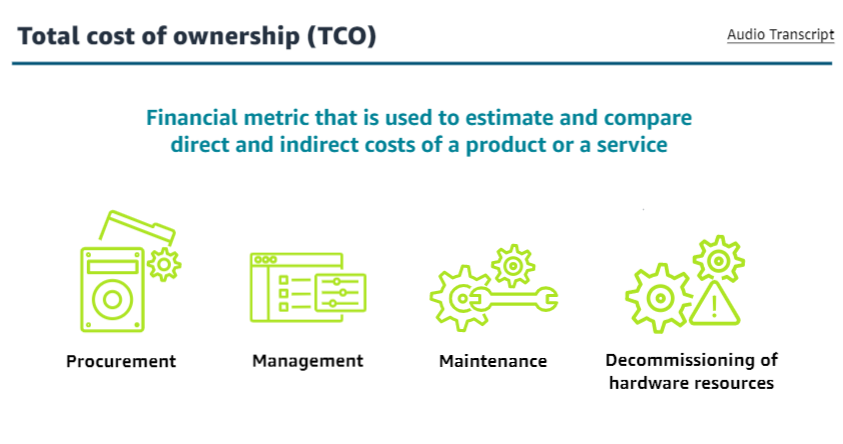 Total cost of ownership (TCO)
Audio Transcript
Financial metric that is used to estimate and compare
direct and indirect costs of a product or a service
Procurement
Management
Maintenance
Decommissioning of
hardware resources